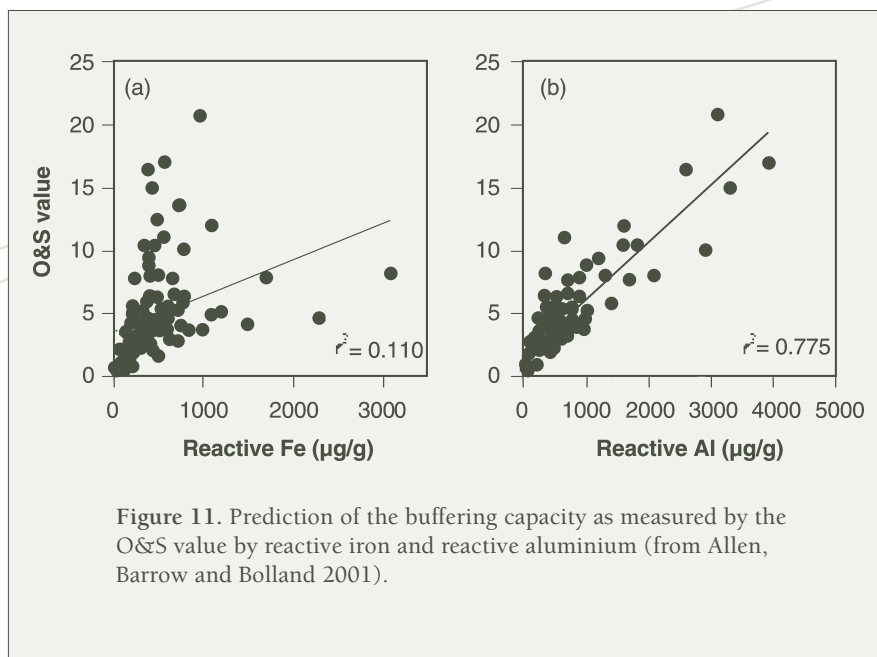 25
20
15
10
5
0
O&S value
(a)
r² = 0.110
0 1000 2000 3000
Reactive Fe (µg/g)
25
20
15
10
5
0
(b)
r² = 0.775
0 1000 2000 3000 4000 5000
Reactive Al (µg/g)
Figure 11. Prediction of the buffering capacity as measured by the
O&S value by reactive iron and reactive aluminium (from Allen,
Barrow and Bolland 2001).